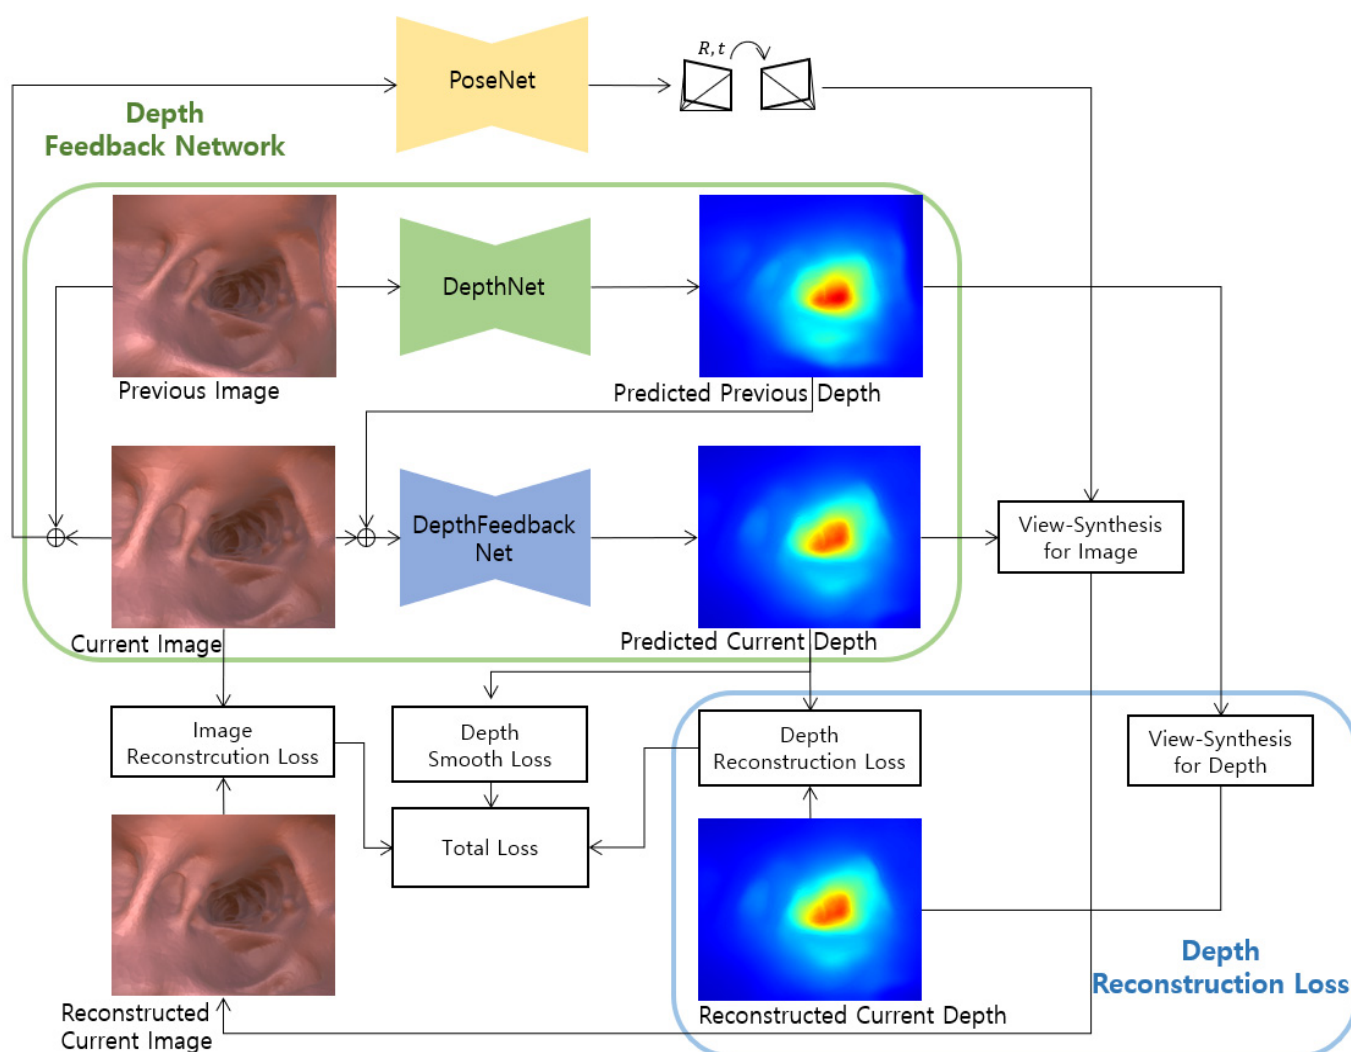 PoseNet
R, t
Depth
Feedback Network
DepthNet
Previous Image
Predicted Previous Depth
DepthFeedback
Net
View-Synthesis
for Image
Current Image
Predicted Current Depth
Image
Reconstrcution Loss
Depth
Smooth Loss
Depth
Reconstruction Loss
View-Synthesis
for Depth
Total Loss
Depth
Reconstruction Loss
Reconstructed
Current Image
Reconstructed Current Depth